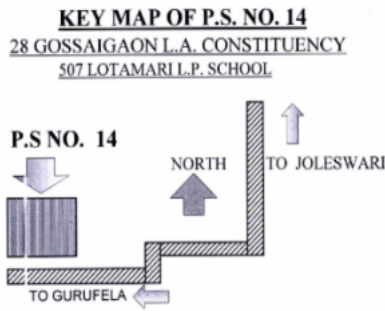 KEY MAP OF P.S. NO. 14
28 GOSSAIGAON L.A. CONSTITUENCY
507 LOTAMARI L.P. SCHOOL
P.S NO. 14
NORTH
TO JOLESWARI
TO GURUFELA